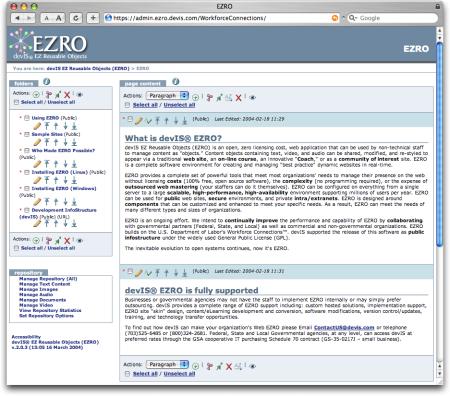 EZRO
https://admin.ezro.devis.com/WorkforceConnections/
Google
EZRO
devIS® EZ Reusable Objects
EZRO
You are here: devIS EZ Reusable Objects (EZRO) > EZRO
folders
Actions:
Select all / Unselect all
Using EZRO (Public)
Sample Sites (Public)
Who Made EZRO Possible?
(Public)
Installing EZRO (Linux) (Public)
Installing EZRO (Windows)
(Public)
Development InfoStructure
(devIS) (Public) (URL)
repository
Manage Repository (All)
Manage Text Content
Manage Images
Manage Audio
Manage Documents
Manage Video
View Repository Statistics
Set Repository Options
Accessibility
devIS® EZ Reusable Objects (EZRO)
v.2.0.3 (13:05 16 March 2004)
page content
Actions: Paragraph
Select all / Unselect all
(Public) Last Edited: 2004-02-18 11:29
What is devIS® EZRO?
devIS® EZ Reusable Objects (EZRO) is an open, zero licensing cost, web application that can be used by non-technical staff
to manage content as "objects." Content objects containing text, video, and audio can be shared, modified, and re-styled to
appear via a traditional web site, an on-line course, an innovative "Coach," or as a community of interest site. EZRO
is a complete software environment for creating and managing "best practice" dynamic websites in real-time.
EZRO provides a complete set of powerful tools that meet most organizations' needs to manage their presence on the web
without licensing costs (100% free, open source software), the complexity (no programming required), or the expense of
outsourced web mastering (your staffers can do it themselves). EZRO can be configured on everything from a single
server to a large scalable, high-performance, high-availability environment supporting millions of users per year. EZRO
can be used for public web sites, secure environments, and private intra/extranets. EZRO is designed around
components that can be customized and enhanced to meet your specific needs. As a result, EZRO can meet the needs of
many different types and sizes of organizations.
EZRO is an ongoing effort. We intend to continually improve the performance and capability of EZRO by collaborating
with governmental partners (Federal, State, and Local) as well as commercial and non-governmental organizations. EZRO
builds on the U.S. Department of Labor's Workforce Connections™. devIS supported the release of this software as public
infostructure under the widely used General Public License (GPL).
The inevitable evolution to open systems continues, now it's EZRO.
(Public) Last Edited: 2004-02-18 11:31
devIS® EZRO is fully supported
Businesses or governmental agencies may not have the staff to implement EZRO internally or may simply prefer
outsourcing. devIS provides a complete range of EZRO support including: custom hosted solutions, implementation support,
EZRO site "skin" design, content/eLearning development and conversion, software modifications, version control/updates,
training, and technology transfer opportunities.
To find out how devIS can make your organization's Web EZRO please Email ContactUS@devis.com or telephone
(703)525-6485 or (800)324-2681. Federal, State and Local Governmental agencies, at any level, can access devIS at
preferred rates through the GSA cooperative IT purchasing Schedule 70 contract (GS-35-0217J – small business).
Actions: Paragraph
Select all / Unselect all